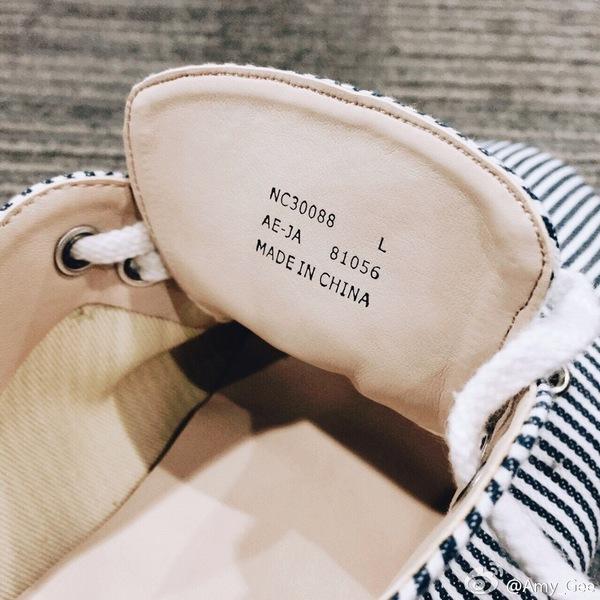 NC30088 L
AE-JA 81056
MADE IN CHINA
@Amy_Gee